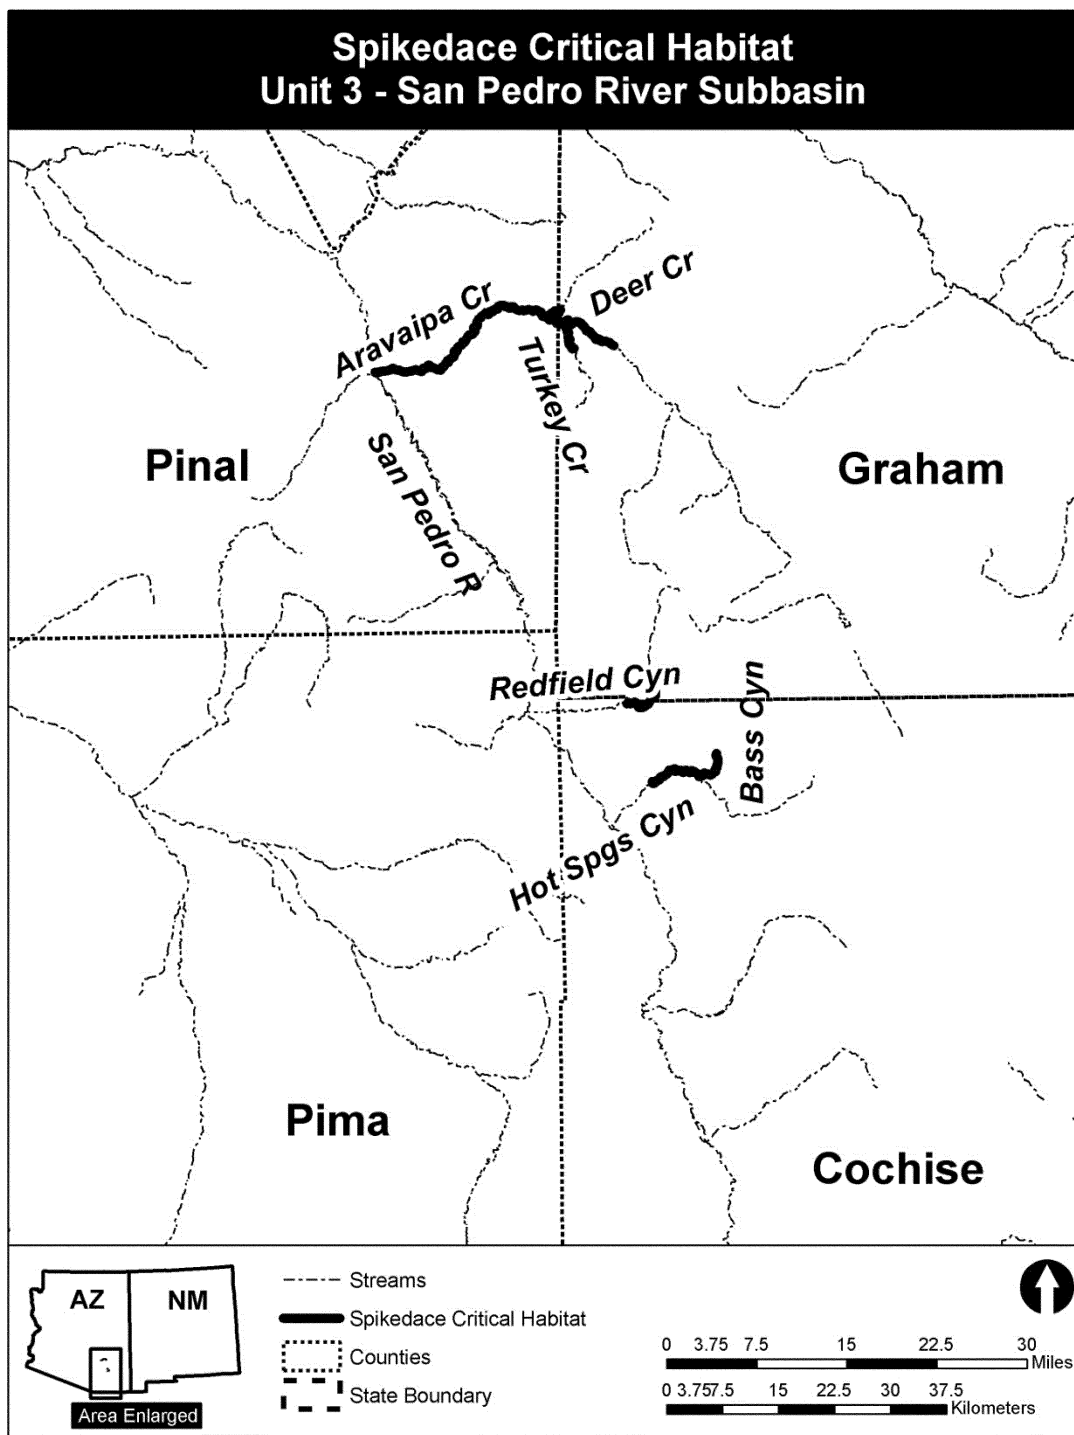 Spikedace Critical Habitat
Unit 3 - San Pedro River Subbasin
Aravaipa Cr
Deer Cr
Turkey Cr
San Pedro R
Pinal
Graham
Redfield Cyn
Bass Cyn
Hot Spgs Cyn
Pima
Cochise
AZ
NM
Area Enlarged
Streams
Spikedace Critical Habitat
Counties
State Boundary
0 3.75 7.5 15 22.5 30
Miles
0 3.757.5 15 22.5 30 37.5
Kilometers